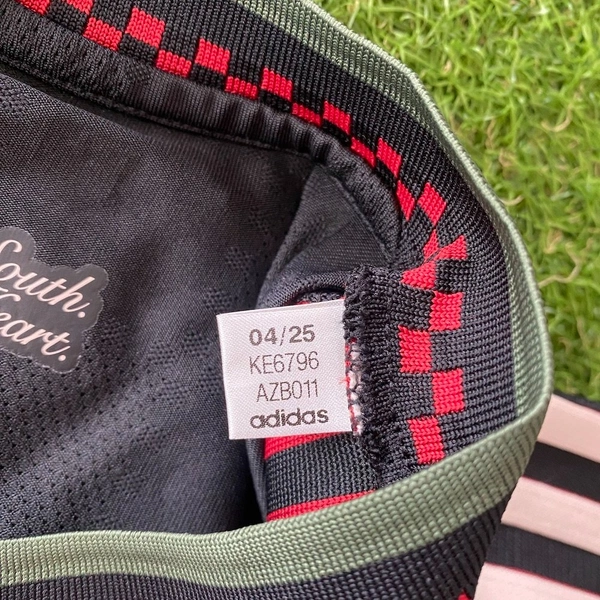 South.
Heart.
04/25
KE6796
AZB011
adidas